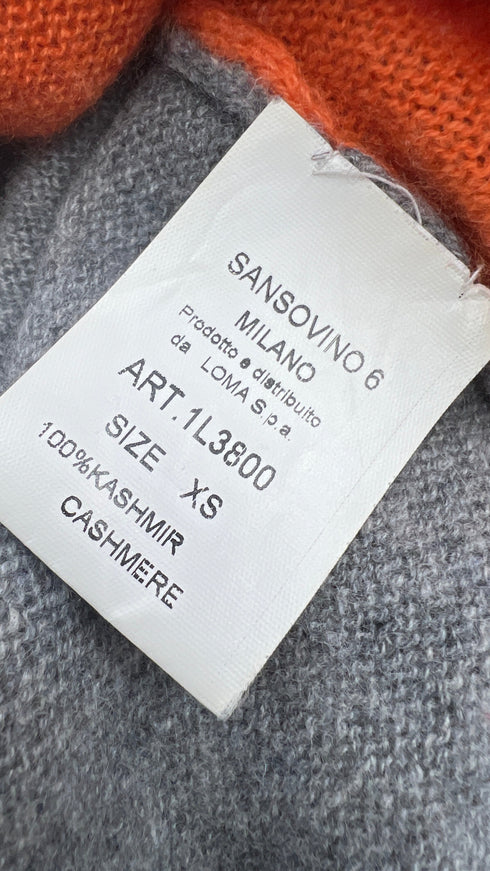 SANSOVINO 6
MILANO
Prodotto e distribuito
da LOMA S.p.a.
ART.1L3800
SIZE XS
100%KASHMIR
CASHMERE